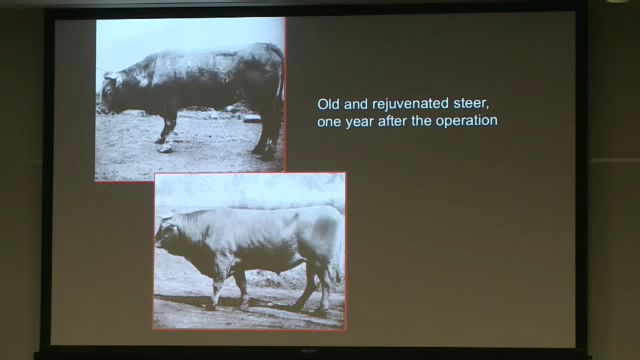 Old and rejuvenated steer,
one year after the operation